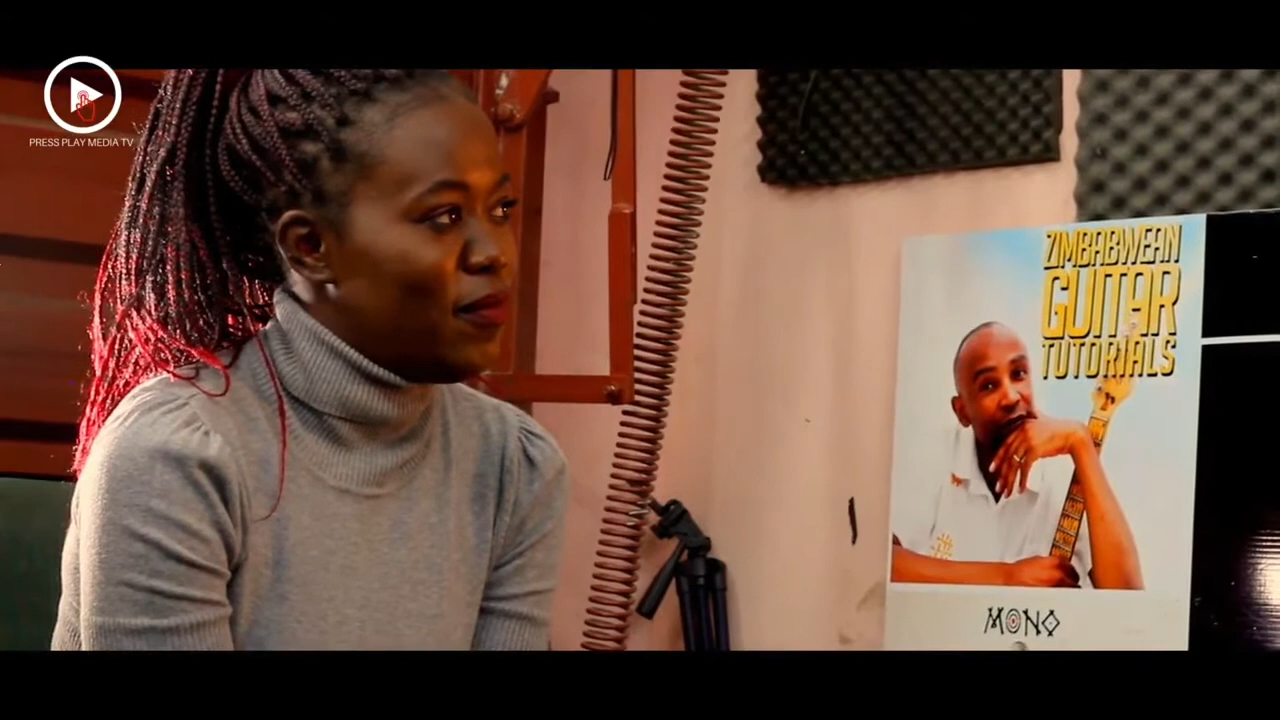 PRESS PLAY MEDIA TV
ZIMBABWEAN
GUITAR
TUTORIALS
MONO